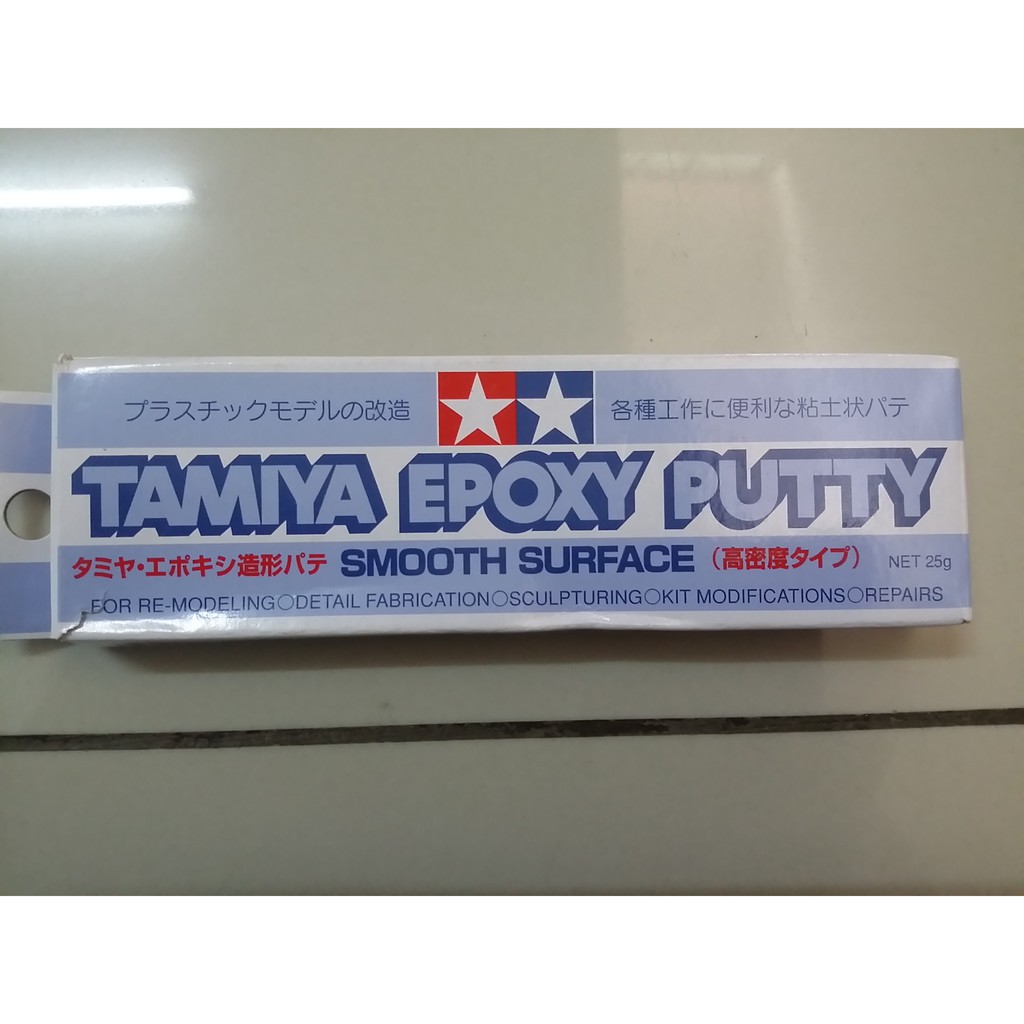 プラスチックモデルの改造 各種工作に便利な粘土状パテ
TAMIYA EPOXY PUTTY
タミヤ・エポキシ造形パテ SMOOTH SURFACE (高密度タイプ) NET 25g
FOR RE-MODELING○DETAIL FABRICATION○SCULPTURING○KIT MODIFICATIONS○REPAIRS